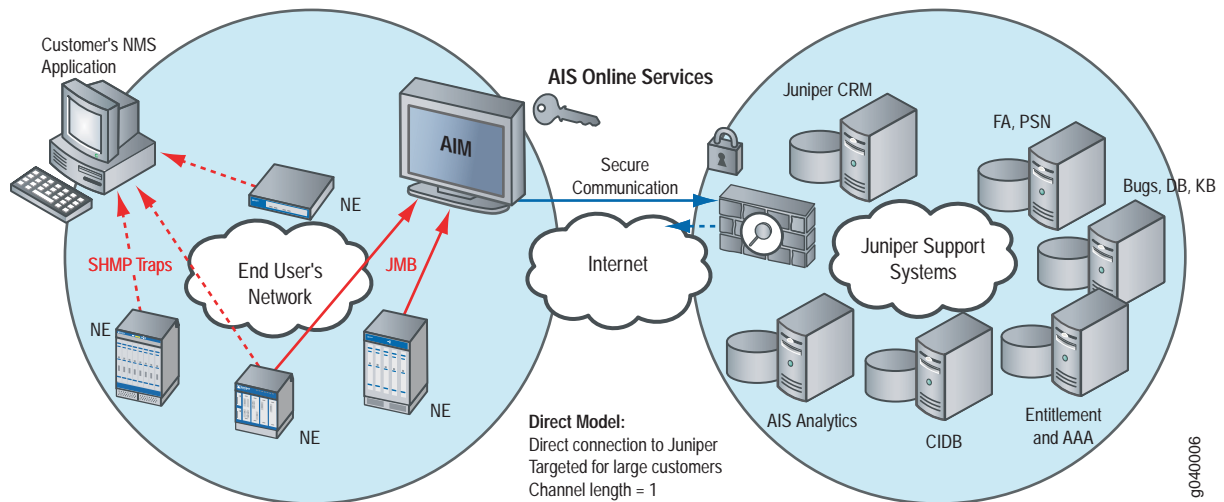 Customer's NMS
Application
AIS Online Services
Juniper CRM
FA, PSN
AIM
Bugs, DB, KB
Secure
Communication
NE
SHMP Traps
End User's
Network
JMB
Internet
Juniper Support
Systems
NE
NE
NE
AIS Analytics
CIDB
Entitlement
and AAA
Direct Model:
Direct connection to Juniper
Targeted for large customers
Channel length = 1
g040006